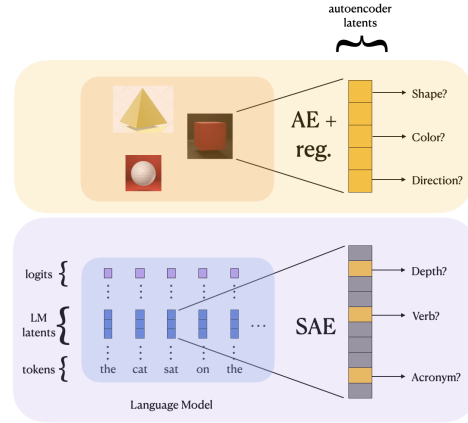 autoencoder
latents
AE +
reg.
Shape?
Color?
Direction?
logits
LM
latents
tokens
the cat sat on the
...
SAE
Depth?
Verb?
Acronym?
Language Model